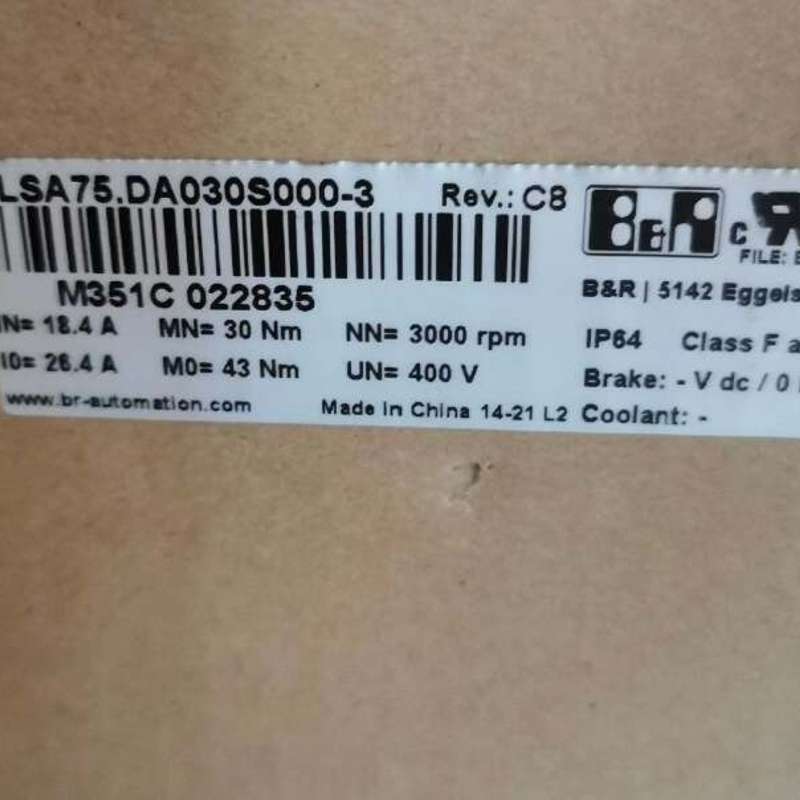 LSA75.DA030S000-3 Rev.: C8
B&R
M351C 022835
IN= 18.4 A MN= 30 Nm NN= 3000 rpm
I0= 26.4 A M0= 43 Nm UN= 400 V
www.br-automation.com Made in China 14-21 L2
c
FILE:
B&R | 5142 Eggels
IP64 Class F a
Brake: - V dc / 0
Coolant: -